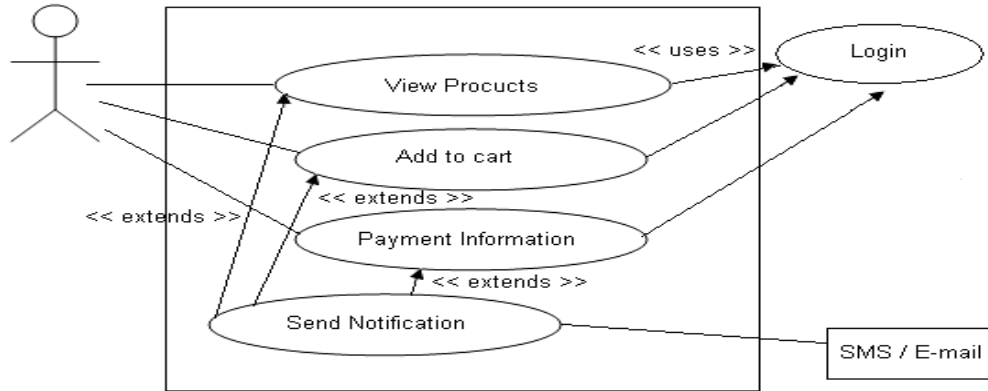 << uses >>
Login
View Procucts
Add to cart
<< extends >>
<< extends >>
Payment Information
<< extends >>
Send Notification
SMS / E-mail